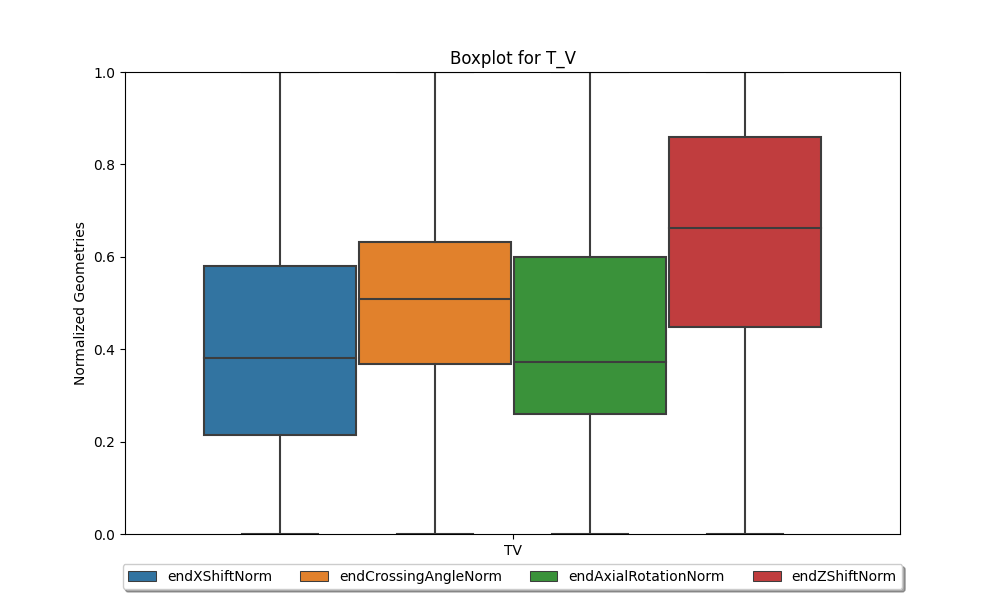 Boxplot for T_V
1.0
0.8
0.6
0.4
0.2
0.0
Normalized Geometries
TV
endXShiftNorm endCrossingAngleNorm endAxialRotationNorm endZShiftNorm